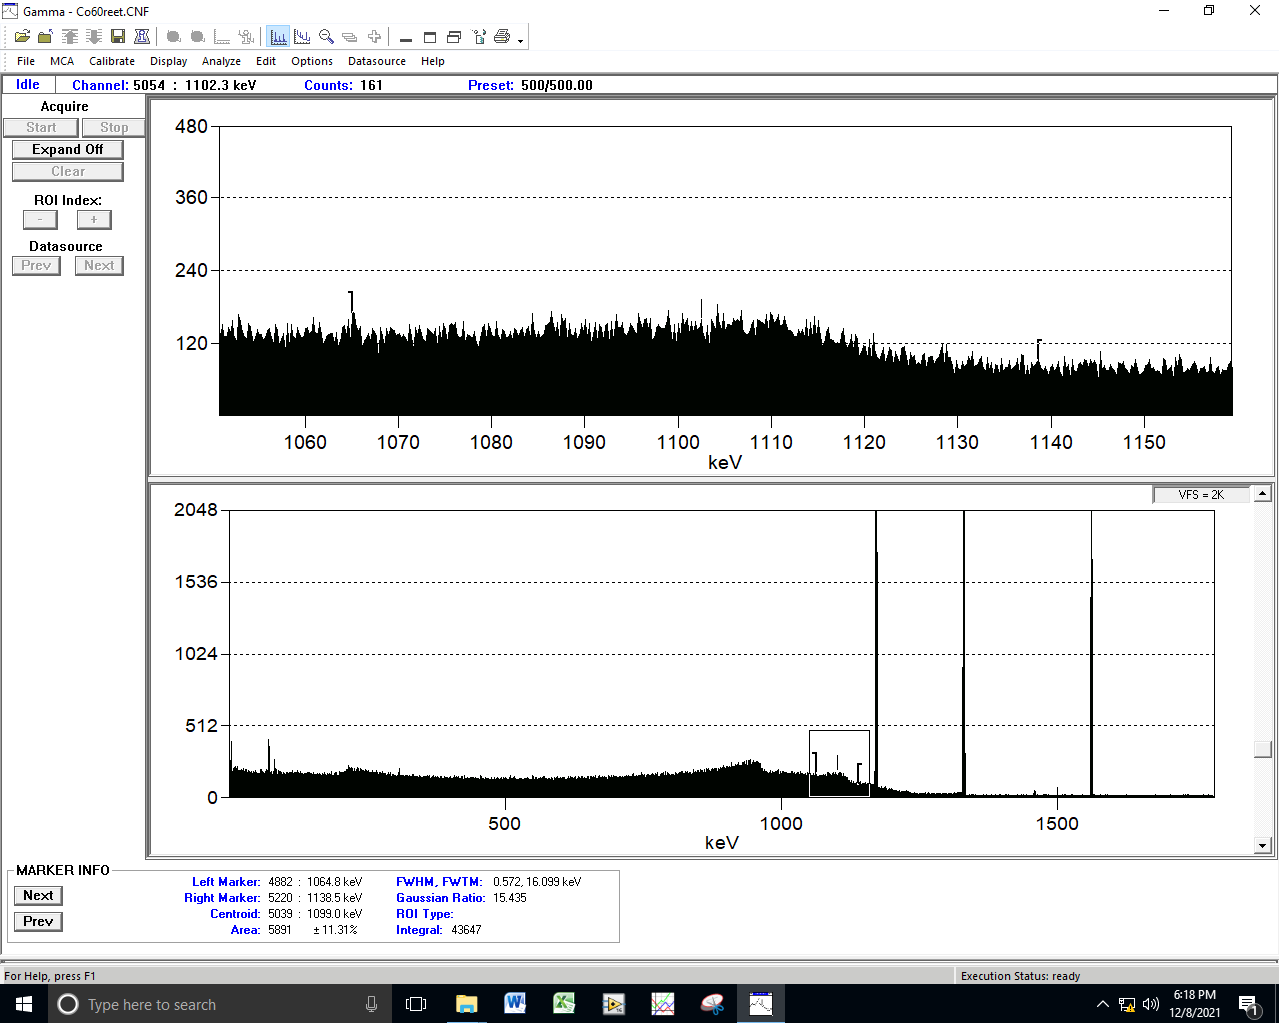 Gamma - Co60reet.CNF
File MCA Calibrate Display Analyze Edit Options Datasource Help
Idle Channel: 5054 : 1102.3 keV Counts: 161 Preset: 500/500.00
Acquire
Start Stop
Expand Off
Clear
ROI Index:
- +
Datasource
Prev Next
480
360
240
120
1060 1070 1080 1090 1100 1110 1120 1130 1140 1150
keV
VFS = 2K
2048
1536
1024
512
0
500 1000 1500
keV
MARKER INFO
Next
Prev
Left Marker: 4882 : 1064.8 keV FWHM, FWTM: 0.572, 16.099 keV
Right Marker: 5220 : 1138.5 keV Gaussian Ratio: 15.435
Centroid: 5039 : 1099.0 keV ROI Type:
Area: 5891 ± 11.31% Integral: 43647
For Help, press F1 Execution Status: ready
Type here to search
6:18 PM
12/8/2021
1